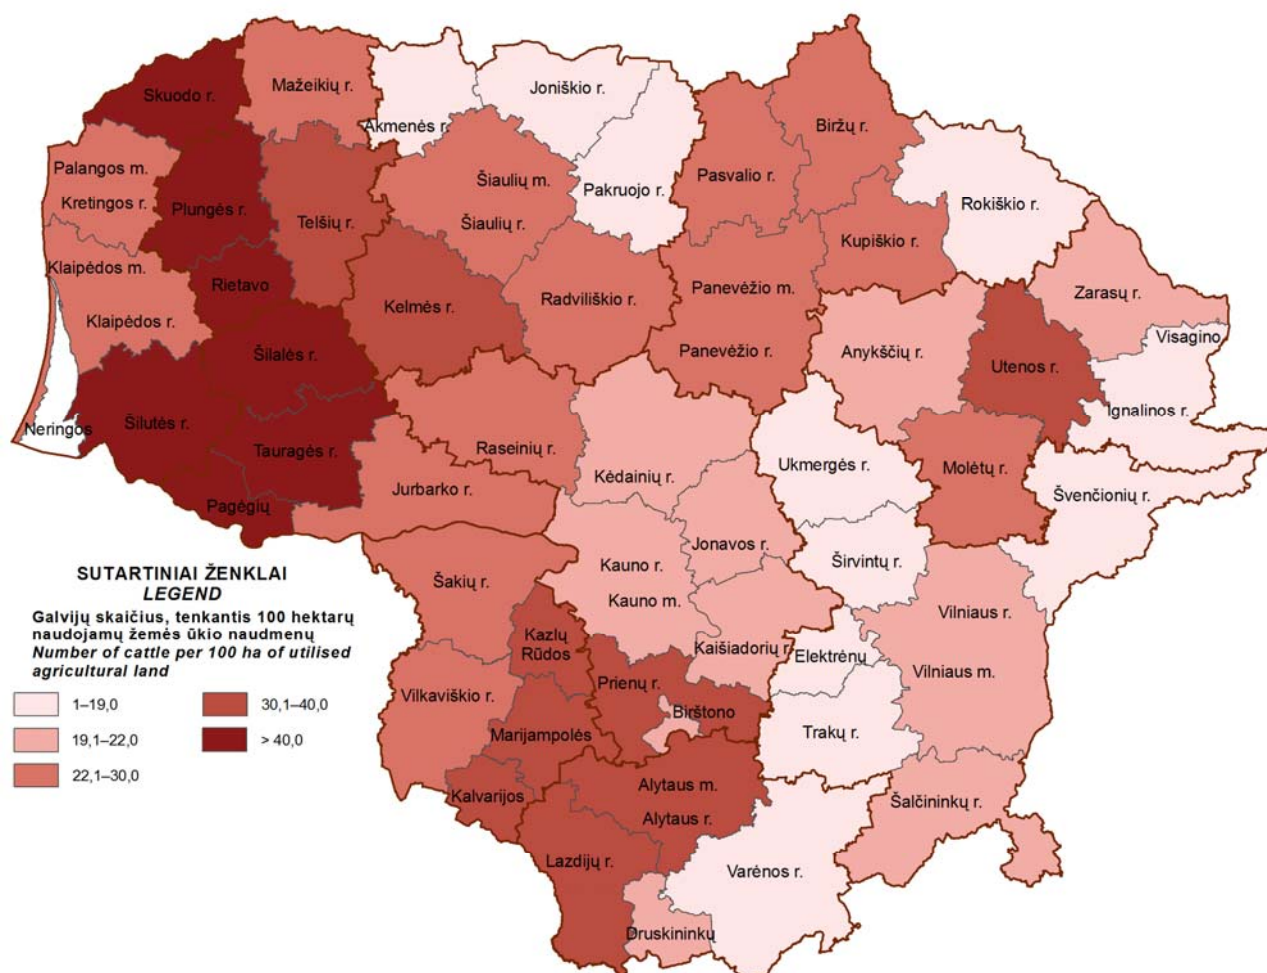 Skuodo r.
Mažeikių r.
Akmenės r.
Joniškio r.
Pakruojo r.
Pasvalio r.
Biržų r.
Rokiškio r.
Palangos m.
Kretingos r.
Plungės r.
Telšių r.
Šiaulių m.
Šiaulių r.
Kupiškio r.
Zarasų r.
Visagino
Klaipėdos m.
Klaipėdos r.
Rietavo
Kelmės r.
Radviliškio r.
Panevėžio m.
Panevėžio r.
Anykščių r.
Utenos r.
Ignalinos r.
Šilalės r.
Neringos
Šilutės r.
Tauragės r.
Raseinių r.
Kėdainių r.
Ukmergės r.
Molėtų r.
Švenčionių r.
Pagėgių
Jurbarko r.
Jonavos r.
Širvintų r.
Šakių r.
Kauno r.
Kauno m.
Kaišiadorių r.
Elektrėnų
Vilniaus r.
Vilniaus m.
Kazlų
Rūdos
Prienų r.
Birštono
Trakų r.
Vilkaviškio r.
Marijampolės
Kalvarijos
Alytaus m.
Alytaus r.
Šalčininkų r.
Lazdijų r.
Varėnos r.
Druskininkų
SUTARTINIAI ŽENKLAI
LEGEND
Galvijų skaičius, tenkantis 100 hektarų
naudojamų žemės ūkio naudmenų
Number of cattle per 100 ha of utilised
agricultural land
1–19,0
19,1–22,0
22,1–30,0
30,1–40,0
> 40,0